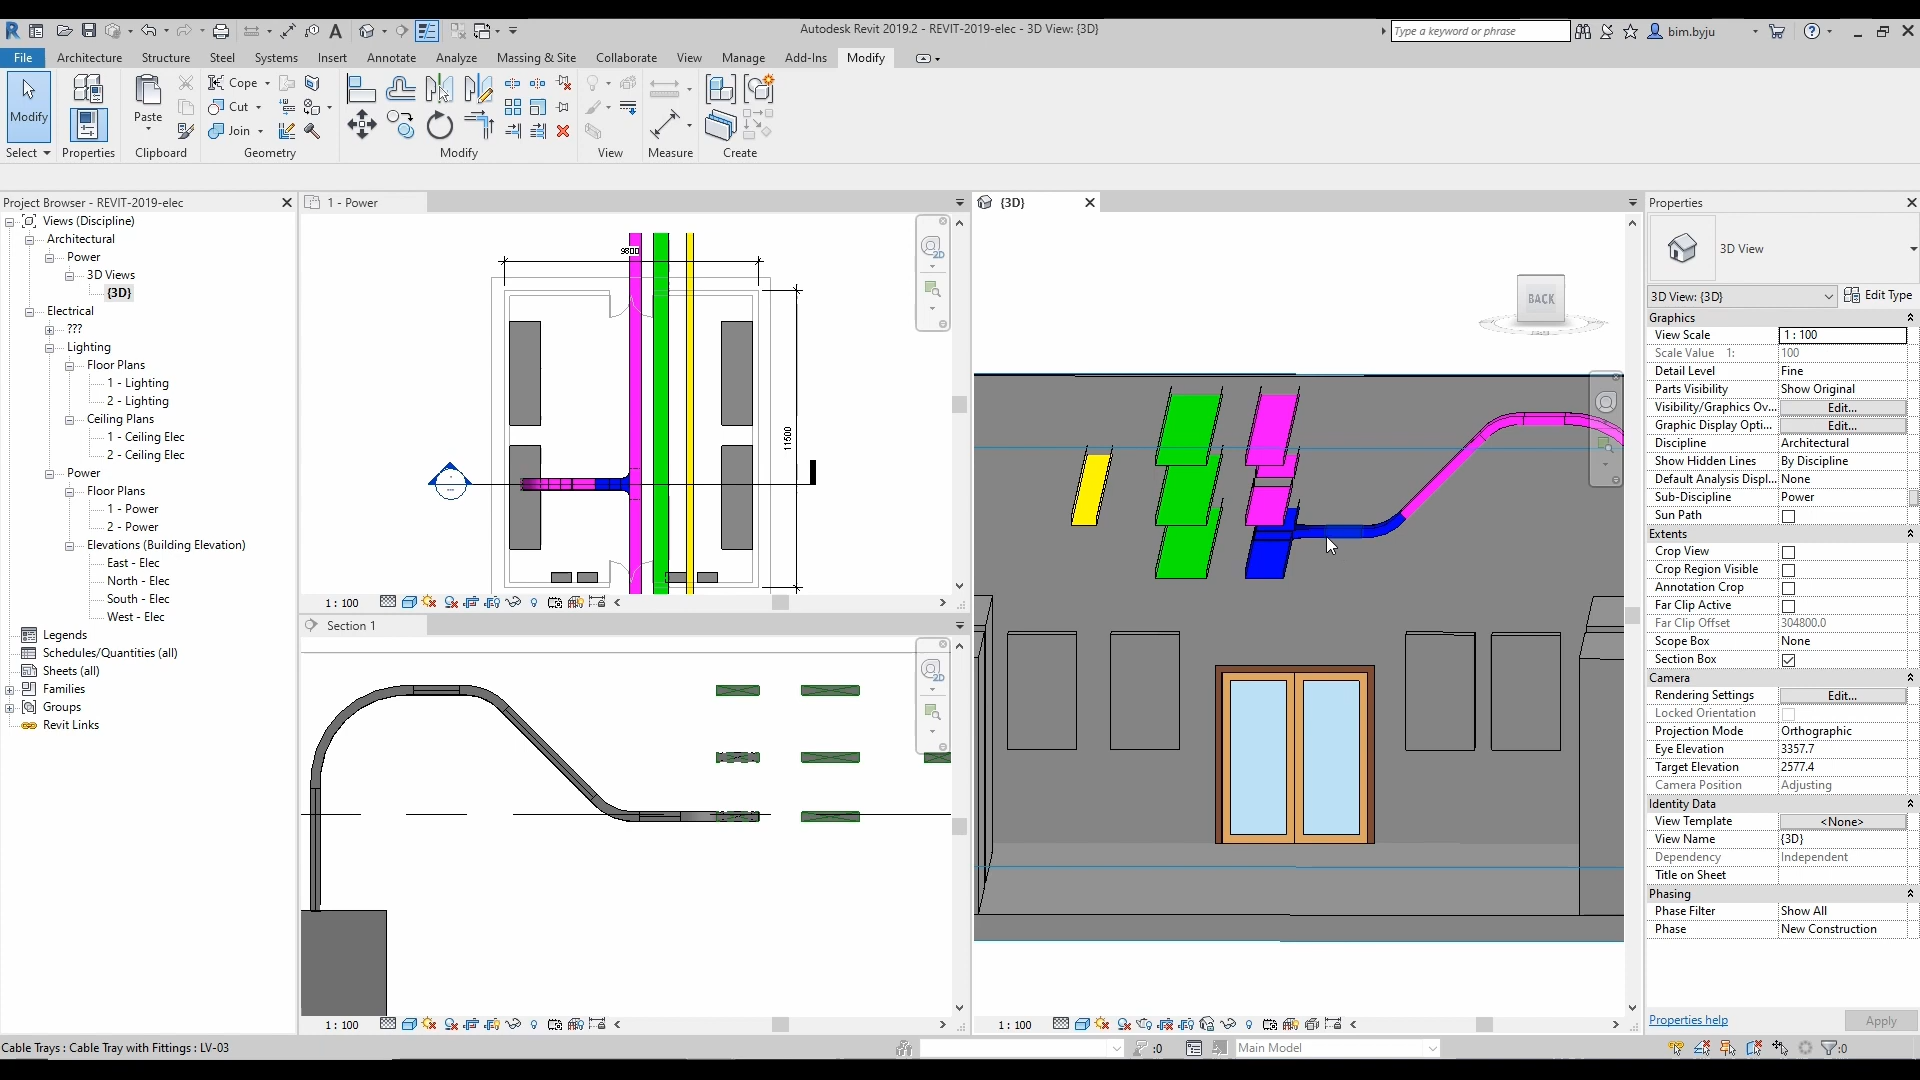 Autodesk Revit 2019.2 - REVIT-2019-elec - 3D View: {3D}
Type a keyword or phrase
bim.byju
File Architecture Structure Steel Systems Insert Annotate Analyze Massing & Site Collaborate View Manage Add-Ins Modify
Modify
Paste
Cope
Cut
Join
Select Properties Clipboard Geometry Modify View Measure Create
Project Browser - REVIT-2019-elec
Views (Discipline)
Architectural
Power
3D Views
{3D}
Electrical
???
Lighting
Floor Plans
1 - Lighting
2 - Lighting
Ceiling Plans
1 - Ceiling Elec
2 - Ceiling Elec
Power
Floor Plans
1 - Power
2 - Power
Elevations (Building Elevation)
East - Elec
North - Elec
South - Elec
West - Elec
Legends
Schedules/Quantities (all)
Sheets (all)
Families
Groups
Revit Links
1 - Power
9800
11500
2D
1 : 100
Section 1
2D
1 : 100
{3D}
BACK
1 : 100
Properties
3D View
3D View: {3D} Edit Type
Graphics
View Scale 1 : 100
Scale Value 1: 100
Detail Level Fine
Parts Visibility Show Original
Visibility/Graphics Ov... Edit...
Graphic Display Opti... Edit...
Discipline Architectural
Show Hidden Lines By Discipline
Default Analysis Displ... None
Sub-Discipline Power
Sun Path
Extents
Crop View
Crop Region Visible
Annotation Crop
Far Clip Active
Far Clip Offset 304800.0
Scope Box None
Section Box
Camera
Rendering Settings Edit...
Locked Orientation
Projection Mode Orthographic
Eye Elevation 3357.7
Target Elevation 2577.4
Camera Position Adjusting
Identity Data
View Template <None>
View Name {3D}
Dependency Independent
Title on Sheet
Phasing
Phase Filter Show All
Phase New Construction
Properties help Apply
Cable Trays : Cable Tray with Fittings : LV-03
:0
Main Model
:0